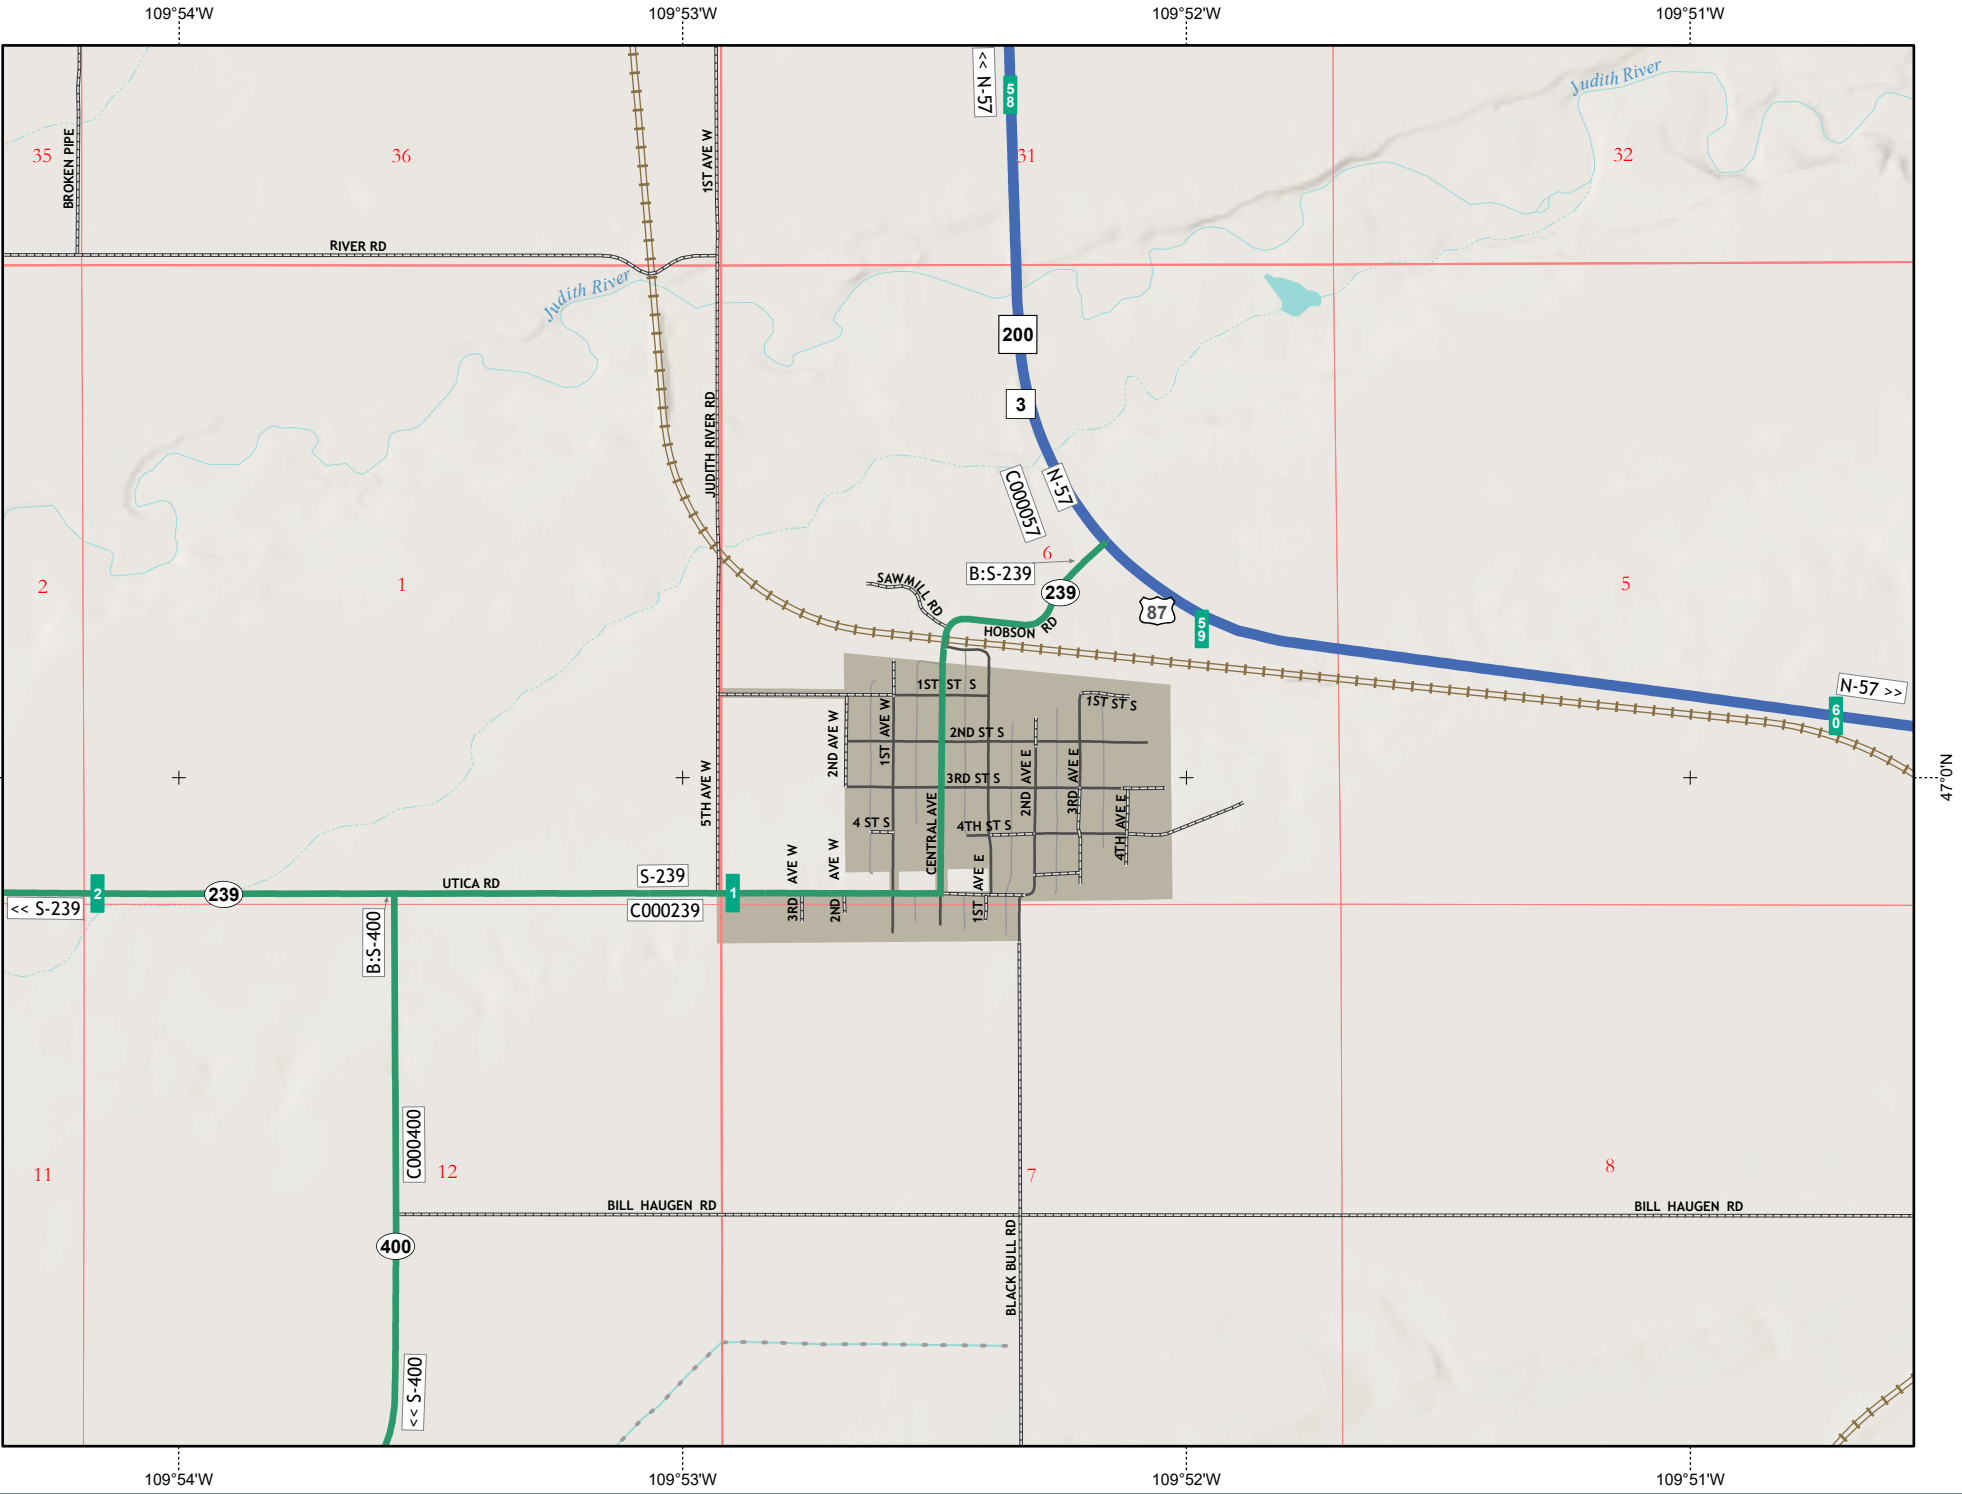 109°54'W
109°53'W
109°52'W
109°51'W
<< N-57
58
Judith River
BROKEN PIPE
35
36
1ST AVE W
31
32
RIVER RD
Judith River
200
3
JUDITH RIVER RD
N-57
C000057
6
B:S-239
239
SAWMILL RD
HOBSON RD
87
59
2
1
5
N-57 >>
60
1ST ST S
1ST ST S
2ND AVE W
1ST AVE W
2ND ST S
2ND AVE E
3RD AVE E
3RD ST S
5TH AVE W
CENTRAL AVE
4 ST S
4TH ST S
4TH AVE E
47°0'N
3RD AVE W
2ND AVE W
1ST AVE E
S-239
UTICA RD
2
239
1
<< S-239
C000239
B:S-400
C000400
11
12
7
8
BILL HAUGEN RD
BILL HAUGEN RD
400
BLACK BULL RD
<< S-400
109°54'W
109°53'W
109°52'W
109°51'W